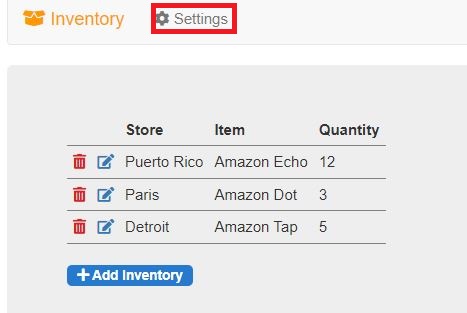 Inventory Settings
Store Item Quantity
Puerto Rico Amazon Echo 12
Paris Amazon Dot 3
Detroit Amazon Tap 5
Add Inventory